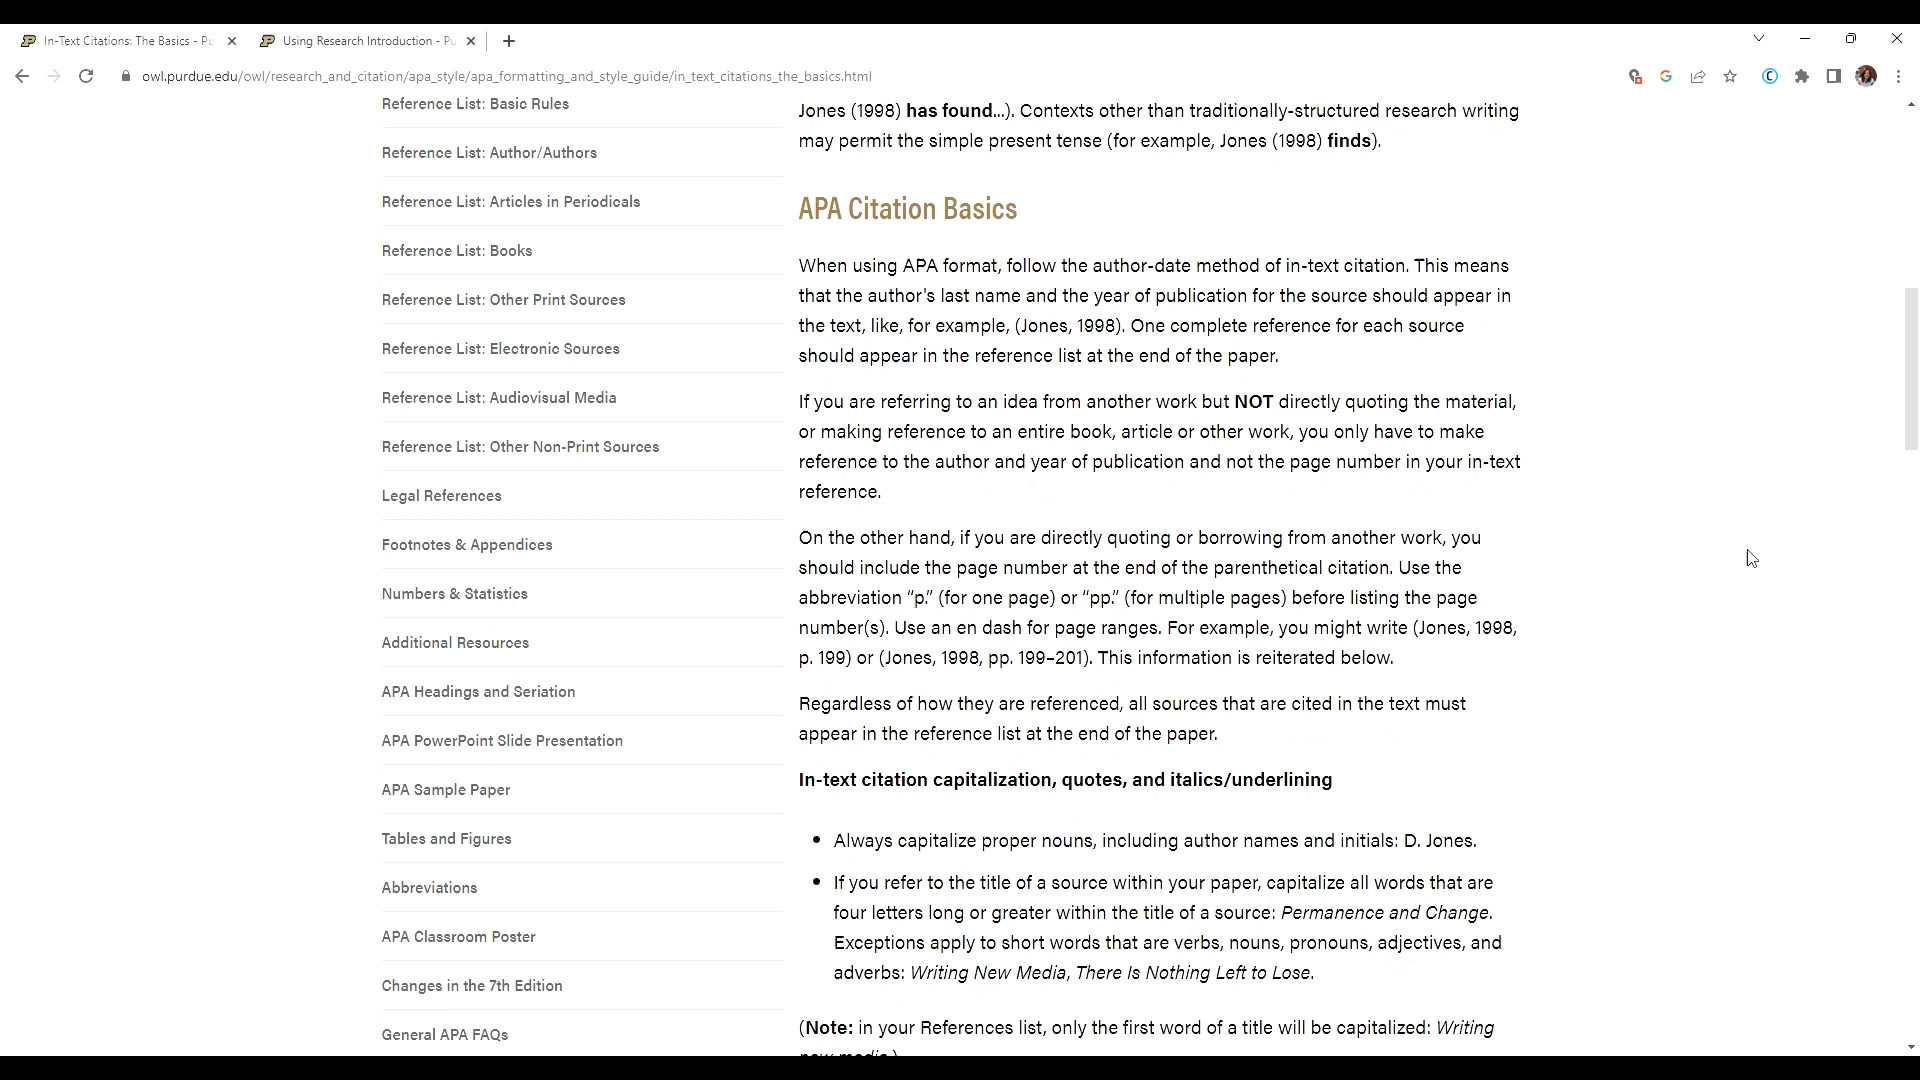 In-Text Citations: The Basics - Pu
Using Research Introduction - Pu
owl.purdue.edu/owl/research_and_citation/apa_style/apa_formatting_and_style_guide/in_text_citations_the_basics.html
Reference List: Basic Rules
Reference List: Author/Authors
Reference List: Articles in Periodicals
Reference List: Books
Reference List: Other Print Sources
Reference List: Electronic Sources
Reference List: Audiovisual Media
Reference List: Other Non-Print Sources
Legal References
Footnotes & Appendices
Numbers & Statistics
Additional Resources
APA Headings and Seriation
APA PowerPoint Slide Presentation
APA Sample Paper
Tables and Figures
Abbreviations
APA Classroom Poster
Changes in the 7th Edition
General APA FAQs
Jones (1998) has found...). Contexts other than traditionally-structured research writing
may permit the simple present tense (for example, Jones (1998) finds).
APA Citation Basics
When using APA format, follow the author-date method of in-text citation. This means
that the author's last name and the year of publication for the source should appear in
the text, like, for example, (Jones, 1998). One complete reference for each source
should appear in the reference list at the end of the paper.
If you are referring to an idea from another work but NOT directly quoting the material,
or making reference to an entire book, article or other work, you only have to make
reference to the author and year of publication and not the page number in your in-text
reference.
On the other hand, if you are directly quoting or borrowing from another work, you
should include the page number at the end of the parenthetical citation. Use the
abbreviation “p.” (for one page) or “pp.” (for multiple pages) before listing the page
number(s). Use an en dash for page ranges. For example, you might write (Jones, 1998,
p. 199) or (Jones, 1998, pp. 199–201). This information is reiterated below.
Regardless of how they are referenced, all sources that are cited in the text must
appear in the reference list at the end of the paper.
In-text citation capitalization, quotes, and italics/underlining
• Always capitalize proper nouns, including author names and initials: D. Jones.
• If you refer to the title of a source within your paper, capitalize all words that are
four letters long or greater within the title of a source: Permanence and Change.
Exceptions apply to short words that are verbs, nouns, pronouns, adjectives, and
adverbs: Writing New Media, There Is Nothing Left to Lose.
(Note: in your References list, only the first word of a title will be capitalized: Writing
new media.)